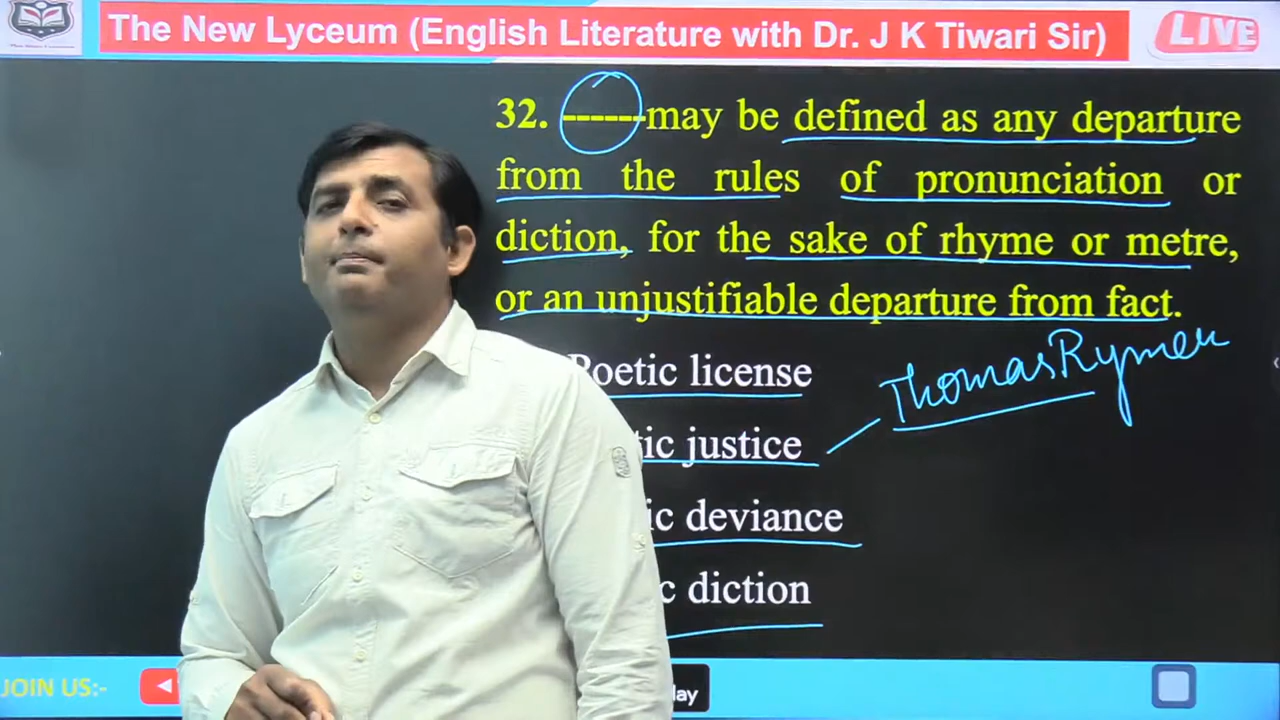 The New Lyceum (English Literature with Dr. J K Tiwari Sir)
LIVE
32. ------may be defined as any departure
from the rules of pronunciation or
diction, for the sake of rhyme or metre,
or an unjustifiable departure from fact.
Poetic license
Thomas Rymer
tic justice
ic deviance
c diction
JOIN US:-
lay